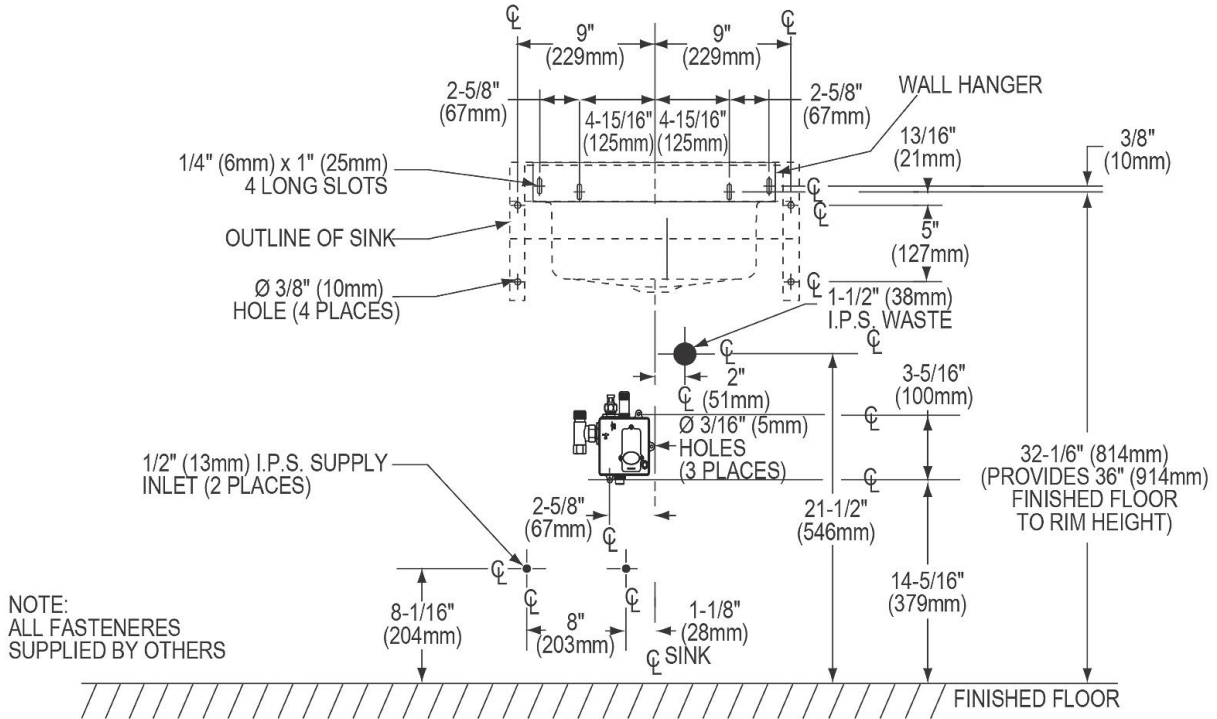 ℄
9"
(229mm)
9"
(229mm)
℄
2-5/8"
(67mm)
4-15/16"
(125mm)
4-15/16"
(125mm)
2-5/8"
(67mm)
WALL HANGER
13/16"
(21mm)
3/8"
(10mm)
1/4" (6mm) x 1" (25mm)
4 LONG SLOTS
℄
℄
OUTLINE OF SINK
5"
(127mm)
Ø 3/8" (10mm)
HOLE (4 PLACES)
℄
1-1/2" (38mm)
I.P.S. WASTE
℄
℄
2"
(51mm)
℄
3-5/16"
(100mm)
℄
Ø 3/16" (5mm)
HOLES
(3 PLACES)
1/2" (13mm) I.P.S. SUPPLY
INLET (2 PLACES)
32-1/6" (814mm)
(PROVIDES 36" (914mm)
FINISHED FLOOR
TO RIM HEIGHT)
℄
2-5/8"
(67mm)
℄
21-1/2"
(546mm)
℄
℄
℄
14-5/16"
(379mm)
8-1/16"
(204mm)
8"
(203mm)
1-1/8"
(28mm)
℄ SINK
NOTE:
ALL FASTENERES
SUPPLIED BY OTHERS
FINISHED FLOOR